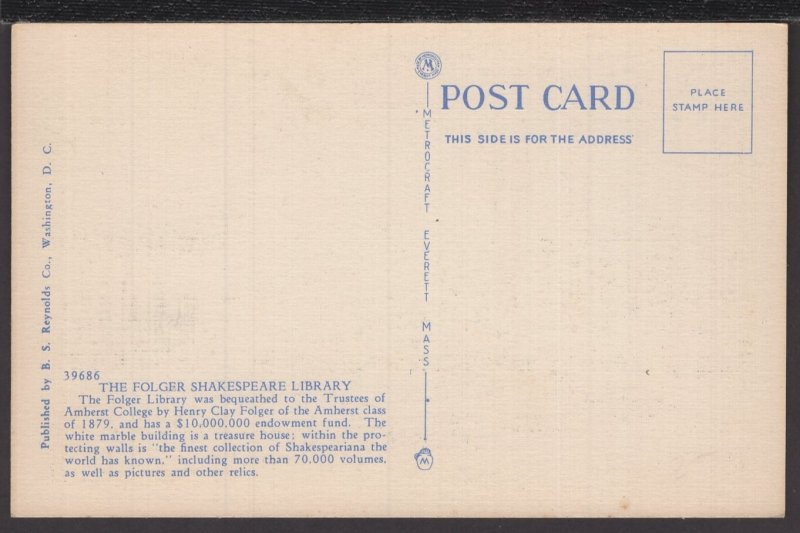 Published by B. S. Reynolds Co., Washington, D. C.
39686
THE FOLGER SHAKESPEARE LIBRARY
The Folger Library was bequeathed to the Trustees of
Amherst College by Henry Clay Folger of the Amherst class
of 1879, and has a $10,000,000 endowment fund. The
white marble building is a treasure house; within the pro-
tecting walls is "the finest collection of Shakespeariana the
world has known," including more than 70,000 volumes,
as well as pictures and other relics.
METROCRAFT EVERETT MASS
POST CARD
THIS SIDE IS FOR THE ADDRESS
PLACE
STAMP HERE